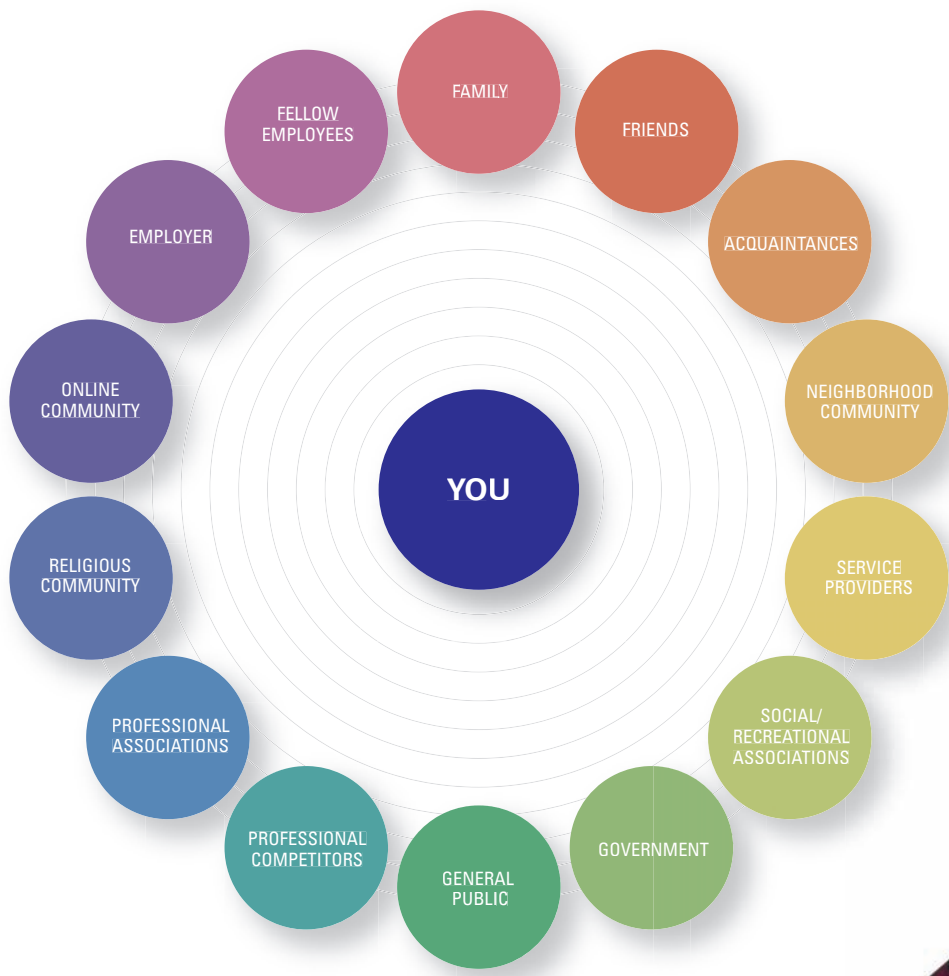 FAMILY
FRIENDS
ACQUAINTANCES
NEIGHBORHOOD
COMMUNITY
SERVICE
PROVIDERS
SOCIAL/
RECREATIONAL
ASSOCIATIONS
GOVERNMENT
GENERAL
PUBLIC
PROFESSIONAL
COMPETITORS
PROFESSIONAL
ASSOCIATIONS
RELIGIOUS
COMMUNITY
ONLINE
COMMUNITY
EMPLOYER
FELLOW
EMPLOYEES
YOU